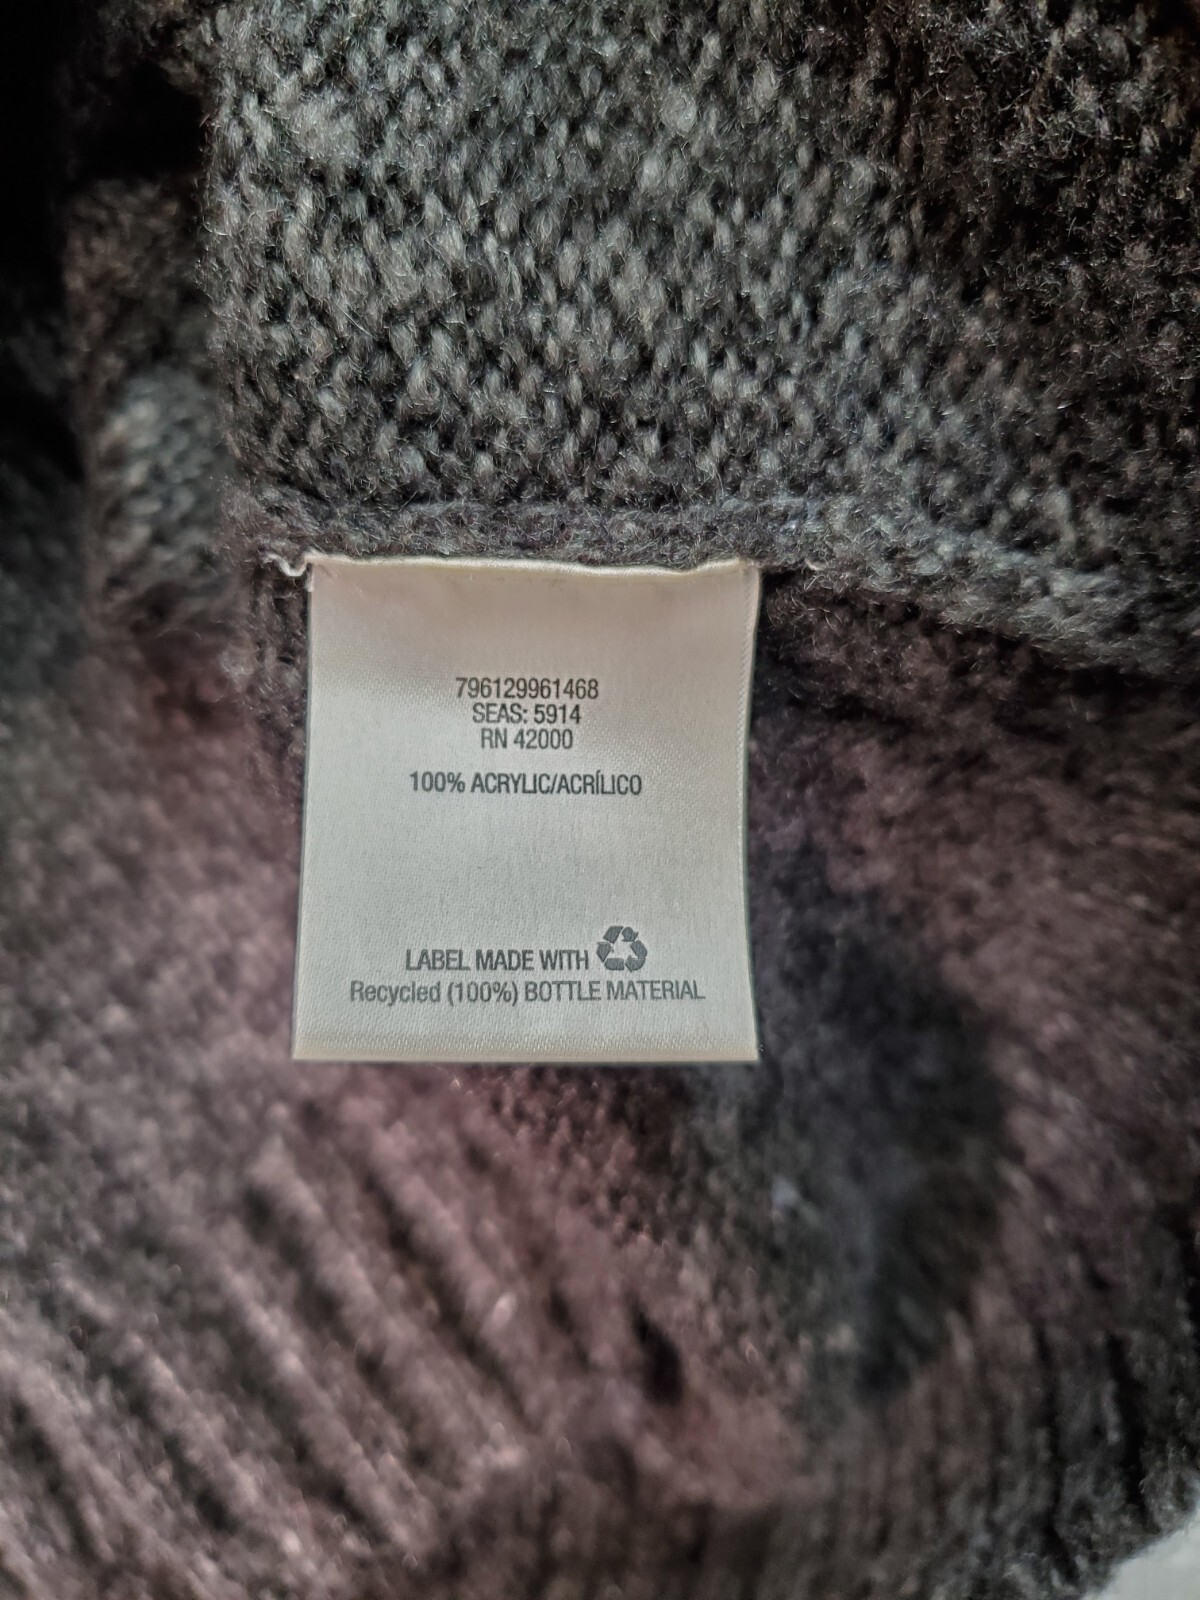 796129961468
SEAS: 5914
RN 42000
100% ACRYLIC/ACRÍLICO
LABEL MADE WITH
Recycled (100%) BOTTLE MATERIAL